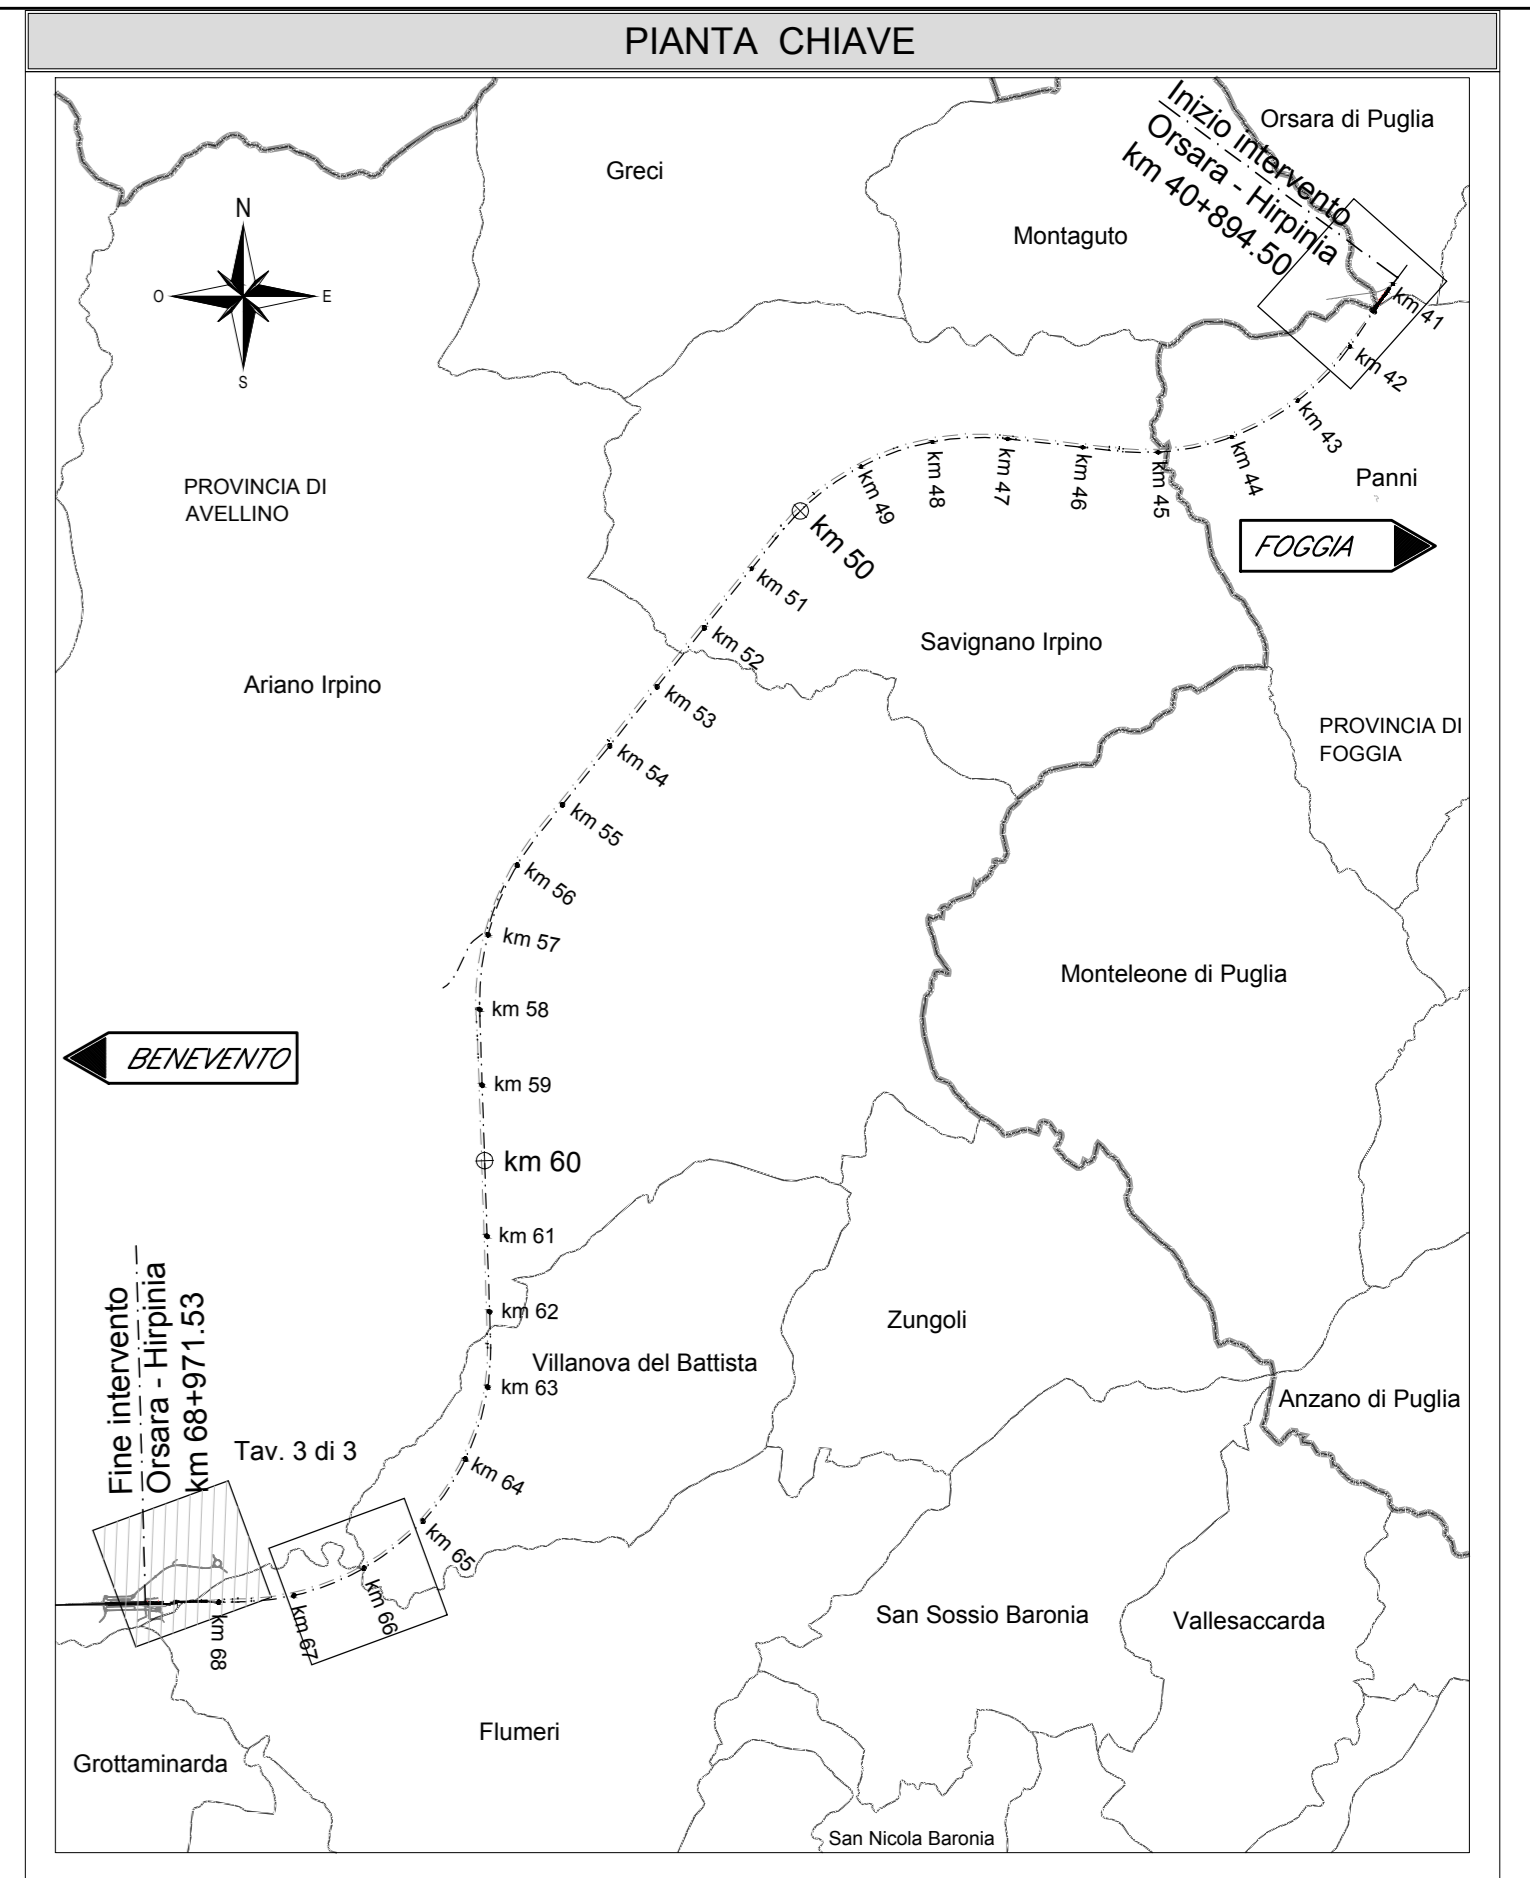 PIANTA CHIAVE
Inizio intervento
Orsara - Hirpinia
km 40+894.50
Orsara di Puglia
Greci
Montaguto
N
O
E
S
km 41
km 42
km 43
km 44
km 45
km 46
km 47
km 48
km 49
km 50
Panni
PROVINCIA DI
AVELLINO
FOGGIA
km 51
km 52
Savignano Irpino
Ariano Irpino
km 53
PROVINCIA DI
FOGGIA
km 54
km 55
km 56
km 57
Monteleone di Puglia
km 58
BENEVENTO
km 59
km 60
km 61
km 62
Zungoli
Villanova del Battista
km 63
Fine intervento
Orsara - Hirpinia
km 68+971.53
Anzano di Puglia
Tav. 3 di 3
km 64
km 65
km 66
km 67
km 68
San Sossio Baronia
Vallesaccarda
Flumeri
Grottaminarda
San Nicola Baronia